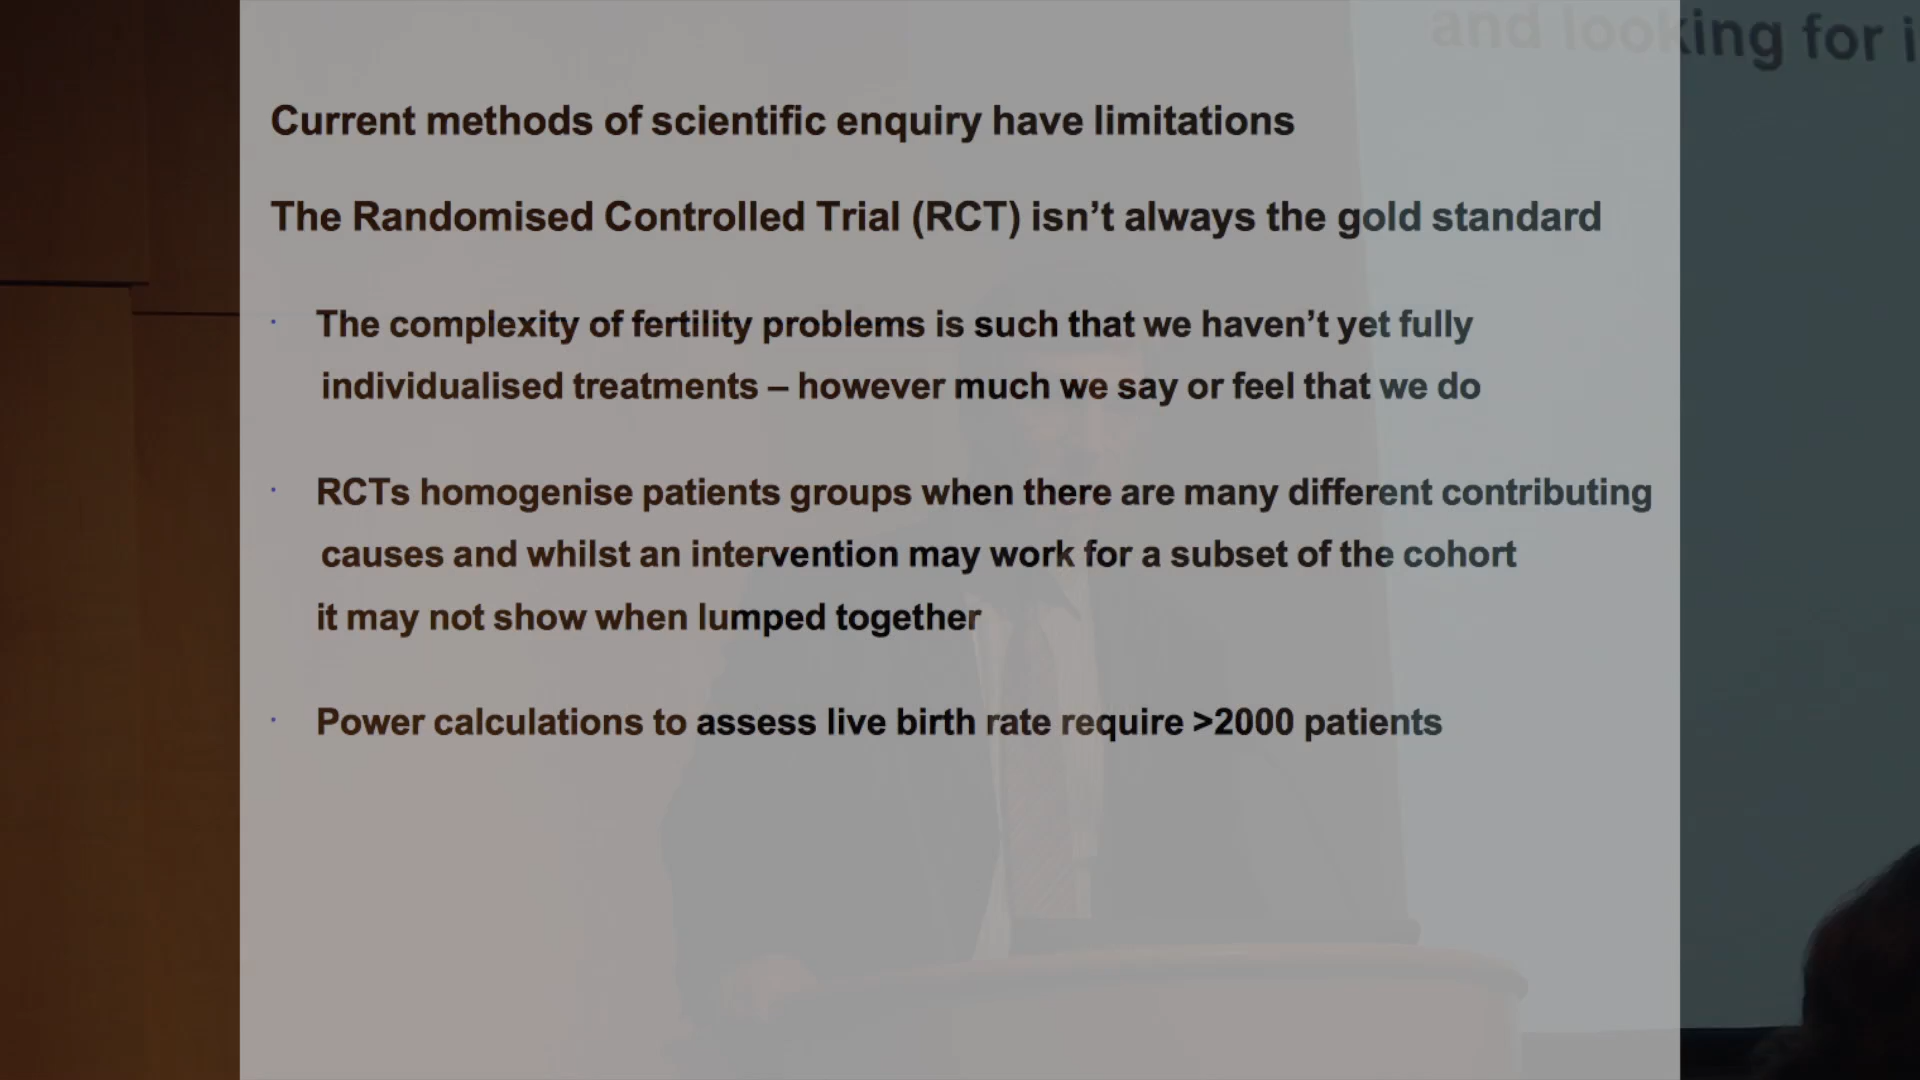 and looking for i
Current methods of scientific enquiry have limitations
The Randomised Controlled Trial (RCT) isn’t always the gold standard
· The complexity of fertility problems is such that we haven’t yet fully
individualised treatments – however much we say or feel that we do
· RCTs homogenise patients groups when there are many different contributing
causes and whilst an intervention may work for a subset of the cohort
it may not show when lumped together
· Power calculations to assess live birth rate require >2000 patients